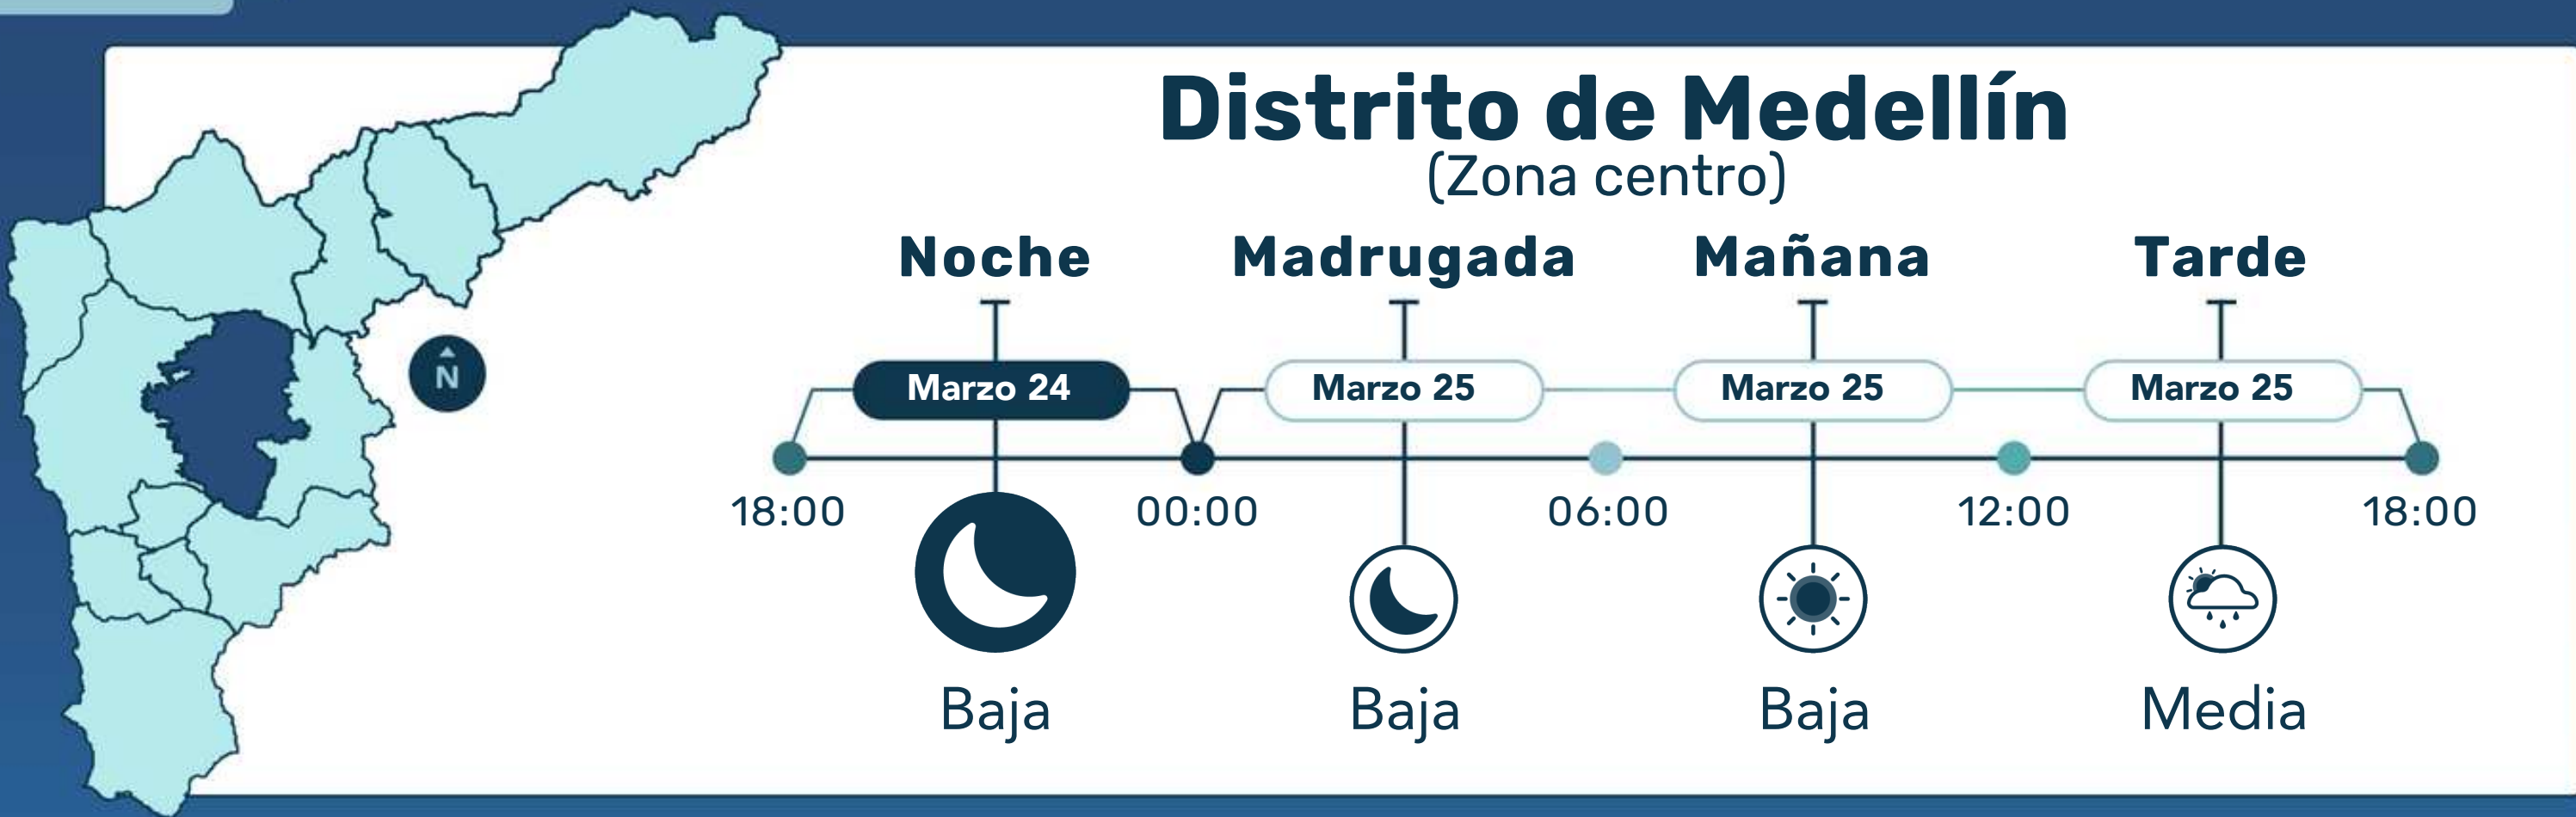 Distrito de Medellín
(Zona centro)
Noche Madrugada Mañana Tarde
Marzo 24 Marzo 25 Marzo 25 Marzo 25
N
18:00 00:00 06:00 12:00 18:00
Baja Baja Baja Media